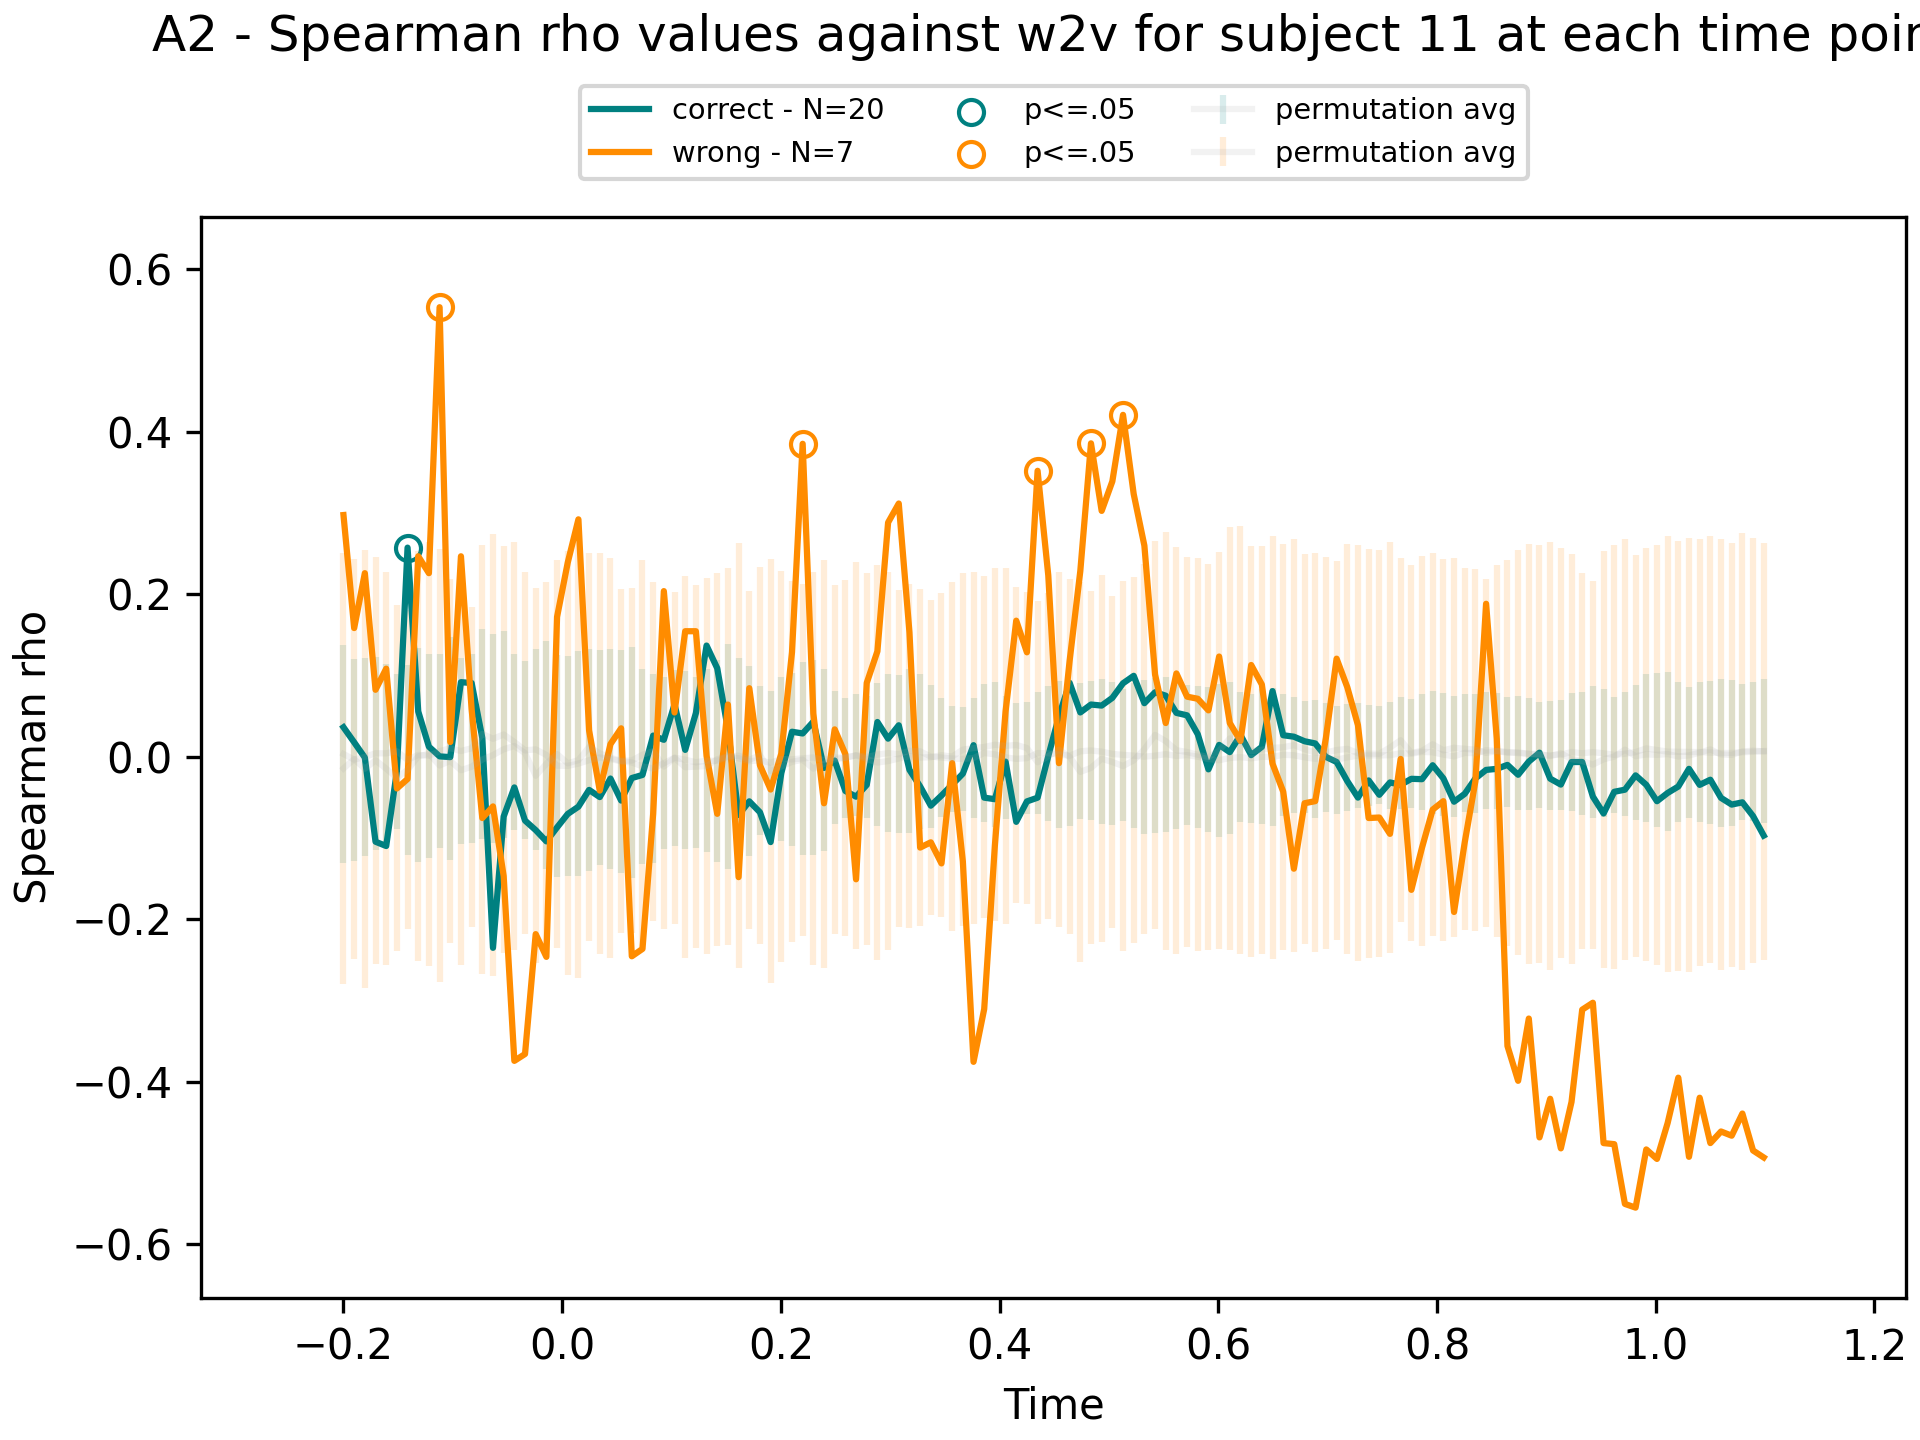 A2 - Spearman rho values against w2v for subject 11 at each time
correct - N=20 p<=.05 permutation avg
wrong - N=7 p<=.05 permutation avg
0.6
0.4
0.2
0.0
−0.2
−0.4
−0.6
Spearman rho
−0.2 0.0 0.2 0.4 0.6 0.8 1.0 1.2
Time